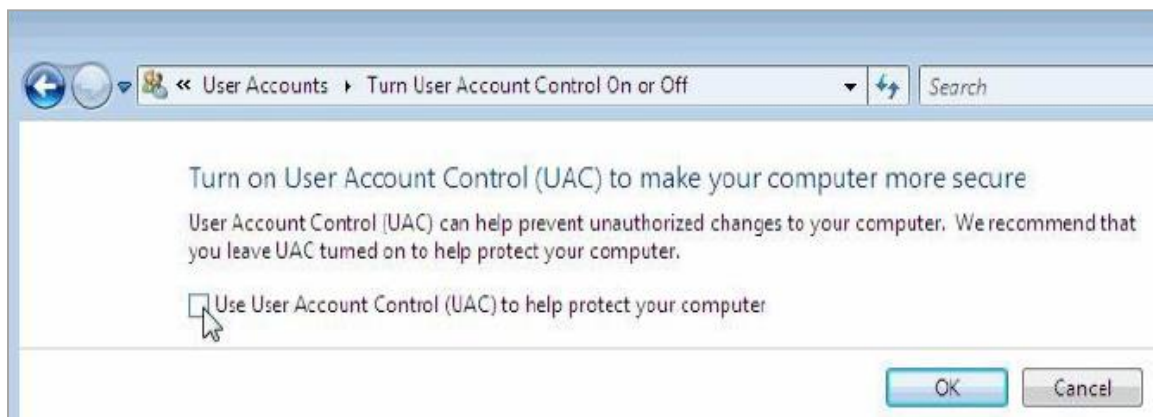 « User Accounts ▸ Turn User Account Control On or Off
Search
Turn on User Account Control (UAC) to make your computer more secure
User Account Control (UAC) can help prevent unauthorized changes to your computer. We recommend that
you leave UAC turned on to help protect your computer.
Use User Account Control (UAC) to help protect your computer
OK
Cancel